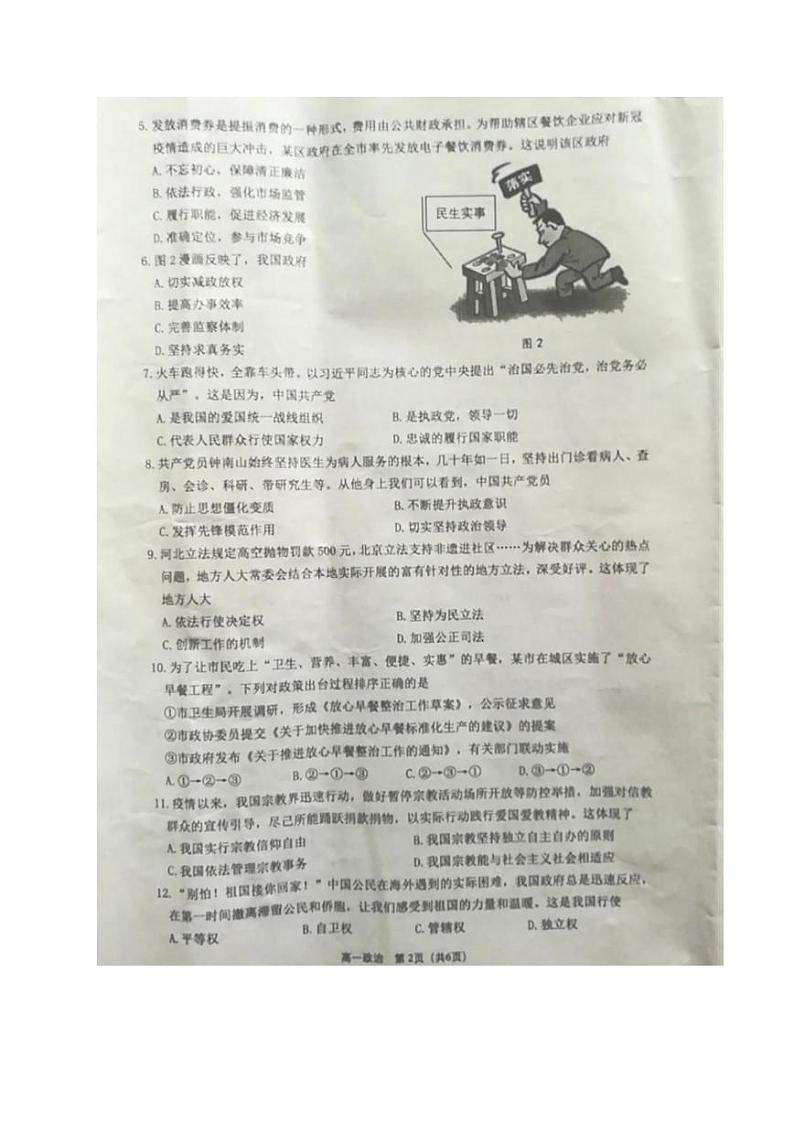 5. 发放消费券是提振消费的一种形式，费用由公共财政承担。为帮助辖区餐饮企业应对新冠
疫情造成的巨大冲击，某区政府在全市率先发放电子餐饮消费券。这说明该区政府
A. 不忘初心，保障清正廉洁
B. 依法行政，强化市场监管
C. 履行职能，促进经济发展
D. 准确定位，参与市场竞争
落实
民生实事
图 2
6. 图 2 漫画反映了，我国政府
A. 切实减政放权
B. 提高办事效率
C. 完善监察体制
D. 坚持求真务实
7. 火车跑得快，全靠车头带。以习近平同志为核心的党中央提出“治国必先治党，治党务必
从严”。这是因为，中国共产党
A. 是我国的爱国统一战线组织 B. 是执政党，领导一切
C. 代表人民群众行使国家权力 D. 忠诚的履行国家职能
8. 共产党员钟南山始终坚持医生为病人服务的根本，几十年如一日，坚持出门诊看病人、查
房、会诊、科研、带研究生等。从他身上我们可以看到，中国共产党员
A. 防止思想僵化变质 B. 不断提升执政意识
C. 发挥先锋模范作用 D. 切实坚持政治领导
9. 河北立法规定高空抛物罚款 500 元，北京立法支持非遗进社区……为解决群众关心的热点
问题，地方人大常委会结合本地实际开展的富有针对性的地方立法，深受好评。这体现了
地方人大
A. 依法行使决定权 B. 坚持为民立法
C. 创新工作的机制 D. 加强公正司法
10. 为了让市民吃上“卫生、营养、丰富、便捷、实惠”的早餐，某市在城区实施了“放心
早餐工程”。下列对政策出台过程排序正确的是
①市卫生局开展调研，形成《放心早餐整治工作草案》，公示征求意见
②市政协委员提交《关于加快推进放心早餐标准化生产的建议》的提案
③市政府发布《关于推进放心早餐整治工作的通知》，有关部门联动实施
A. ①→②→③ B. ②→①→③ C. ②→③→① D. ③→①→②
11. 疫情以来，我国宗教界迅速行动，做好暂停宗教活动场所开放等防控举措，加强对信教
群众的宣传引导，尽己所能踊跃捐款捐物，以实际行动践行爱国爱教精神。这体现了
A. 我国实行宗教信仰自由 B. 我国宗教坚持独立自主自办的原则
C. 我国依法管理宗教事务 D. 我国宗教能与社会主义社会相适应
12. “别怕！祖国接你回家！”中国公民在海外遇到的实际困难，我国政府总是迅速反应，
在第一时间撤离滞留公民和侨胞，让我们感受到祖国的力量和温暖。这是我国行使
A. 平等权 B. 自卫权 C. 管辖权 D. 独立权
高一政治 第 2页（共6页）